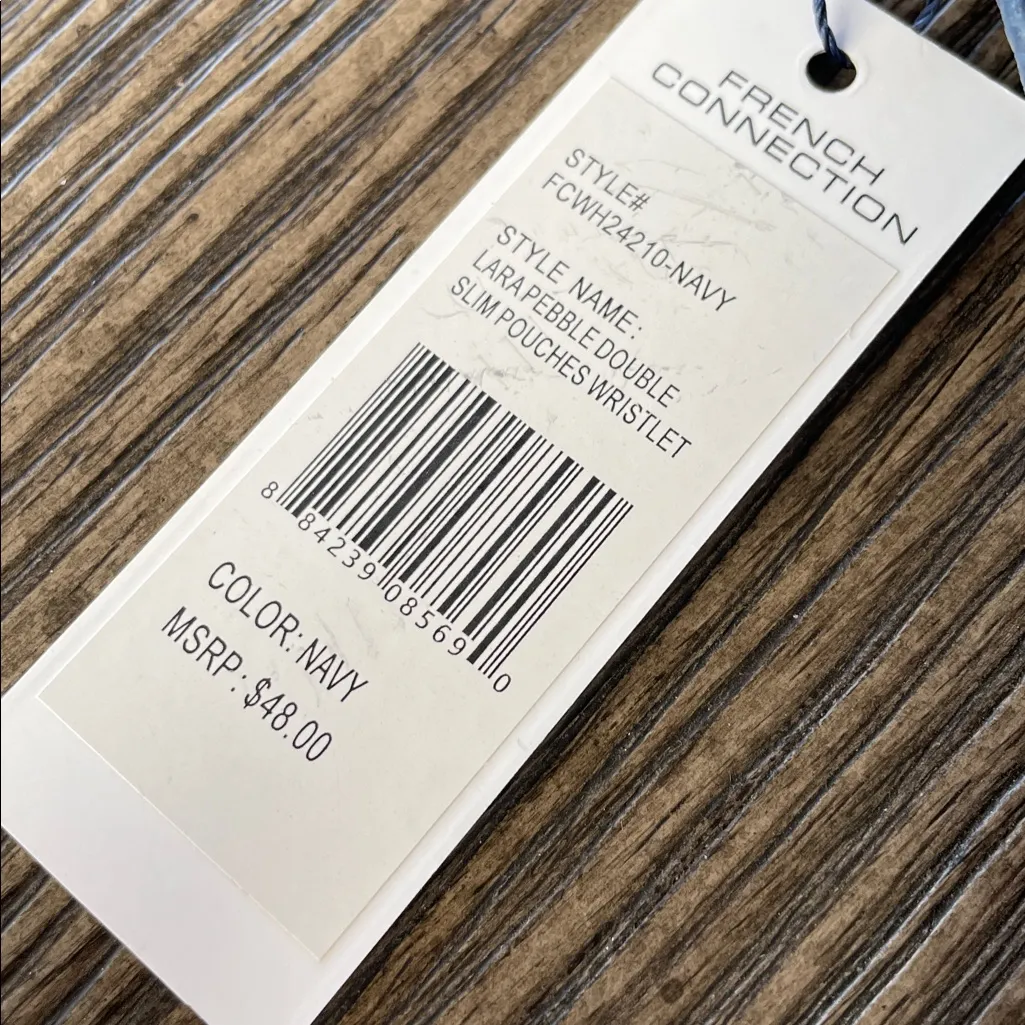 FRENCH
CONNECTION
STYLE#
FCWH24210-NAVY
STYLE NAME:
LARA PEBBLE DOUBLE
SLIM POUCHES WRISTLET
8 84239 08569 0
COLOR: NAVY
MSRP: $48.00